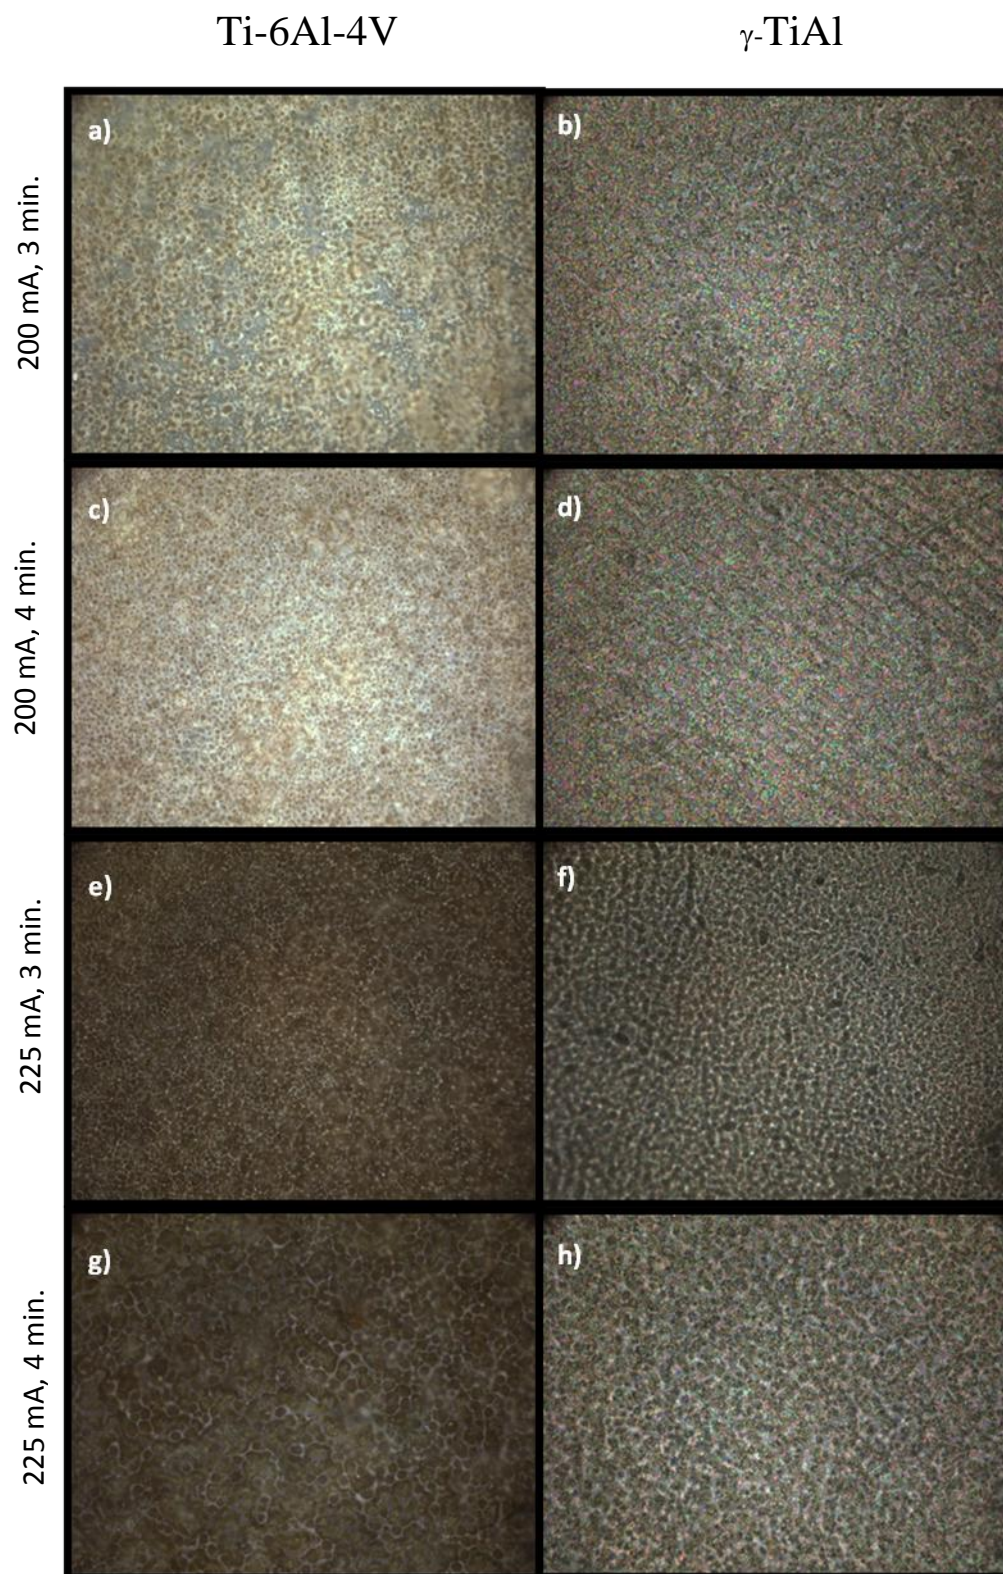 Ti-6Al-4V
γ-TiAl
200 mA, 3 min.
a)
b)
200 mA, 4 min.
c)
d)
225 mA, 3 min.
e)
f)
225 mA, 4 min.
g)
h)